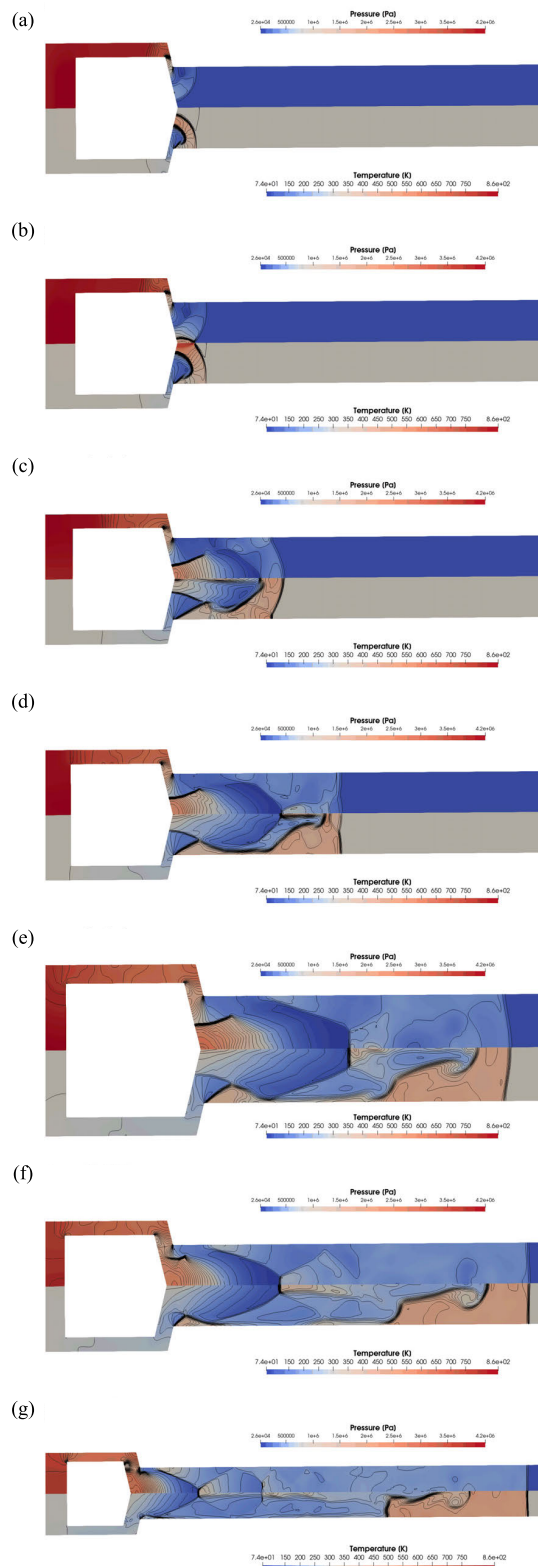 (a)
Pressure [Pa]
2.6e+04 500000 1e+6 1.5e+6 2e+6 2.5e+6 3e+6 3.5e+6 4.2e+06
Temperature [K]
7.4e+01 150 200 250 300 350 400 450 500 550 600 650 700 750 8.6e+02
(b)
Pressure [Pa]
2.6e+04 500000 1e+6 1.5e+6 2e+6 2.5e+6 3e+6 3.5e+6 4.2e+06
Temperature [K]
7.4e+01 150 200 250 300 350 400 450 500 550 600 650 700 750 8.6e+02
(c)
Pressure [Pa]
2.6e+04 500000 1e+6 1.5e+6 2e+6 2.5e+6 3e+6 3.5e+6 4.2e+06
Temperature [K]
7.4e+01 150 200 250 300 350 400 450 500 550 600 650 700 750 8.6e+02
(d)
Pressure [Pa]
2.6e+04 500000 1e+6 1.5e+6 2e+6 2.5e+6 3e+6 3.5e+6 4.2e+06
Temperature [K]
7.4e+01 150 200 250 300 350 400 450 500 550 600 650 700 750 8.6e+02
(e)
Pressure [Pa]
2.6e+04 500000 1e+6 1.5e+6 2e+6 2.5e+6 3e+6 3.5e+6 4.2e+06
Temperature [K]
7.4e+01 150 200 250 300 350 400 450 500 550 600 650 700 750 8.6e+02
(f)
Pressure [Pa]
2.6e+04 500000 1e+6 1.5e+6 2e+6 2.5e+6 3e+6 3.5e+6 4.2e+06
Temperature [K]
7.4e+01 150 200 250 300 350 400 450 500 550 600 650 700 750 8.6e+02
(g)
Pressure [Pa]
2.6e+04 500000 1e+6 1.5e+6 2e+6 2.5e+6 3e+6 3.5e+6 4.2e+06
Temperature [K]
7.4e+01 150 200 250 300 350 400 450 500 550 600 650 700 750 8.6e+02